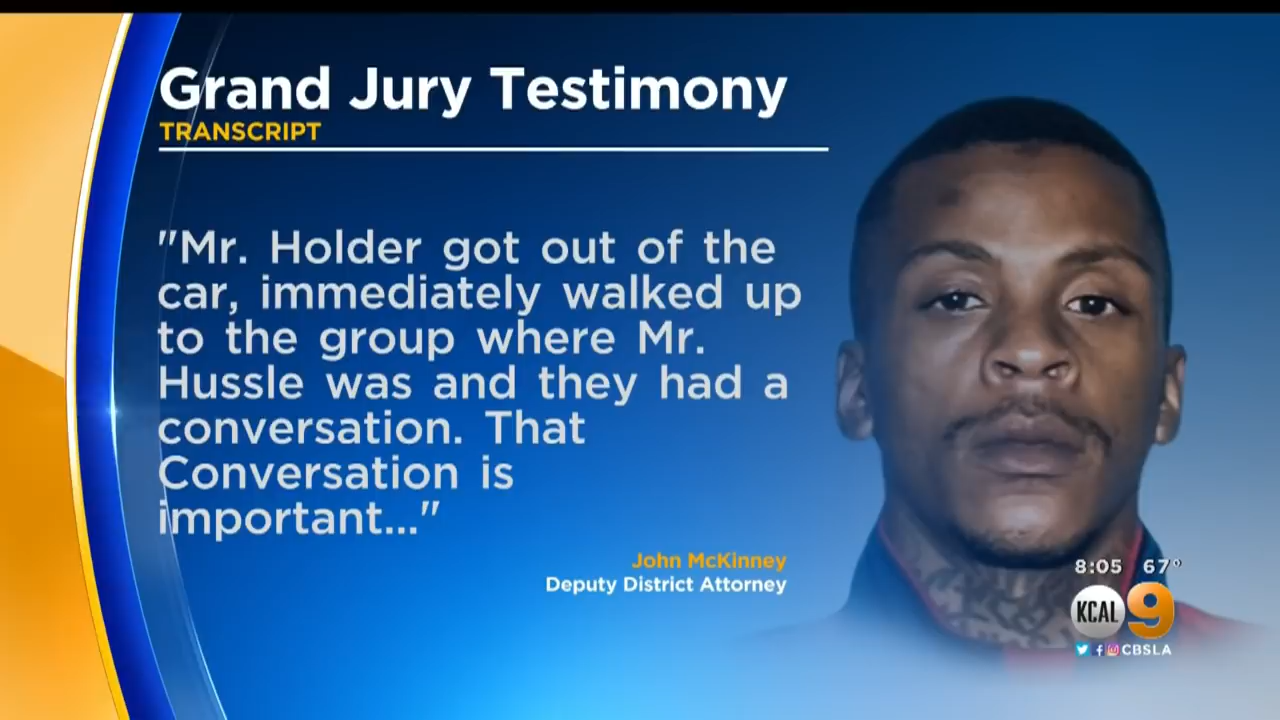 Grand Jury Testimony
TRANSCRIPT
"Mr. Holder got out of the
car, immediately walked up
to the group where Mr.
Hussle was and they had a
conversation. That
Conversation is
important..."
John McKinney
Deputy District Attorney
8:05 67°
KCAL 9
CBSLA